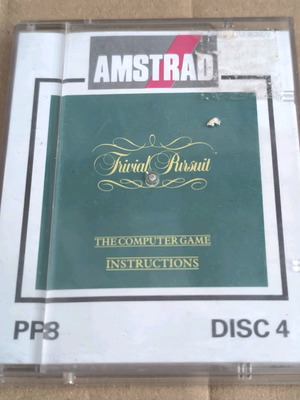 AMSTRAD
Trivial Pursuit
THE COMPUTER GAME
INSTRUCTIONS
PP8 DISC 4